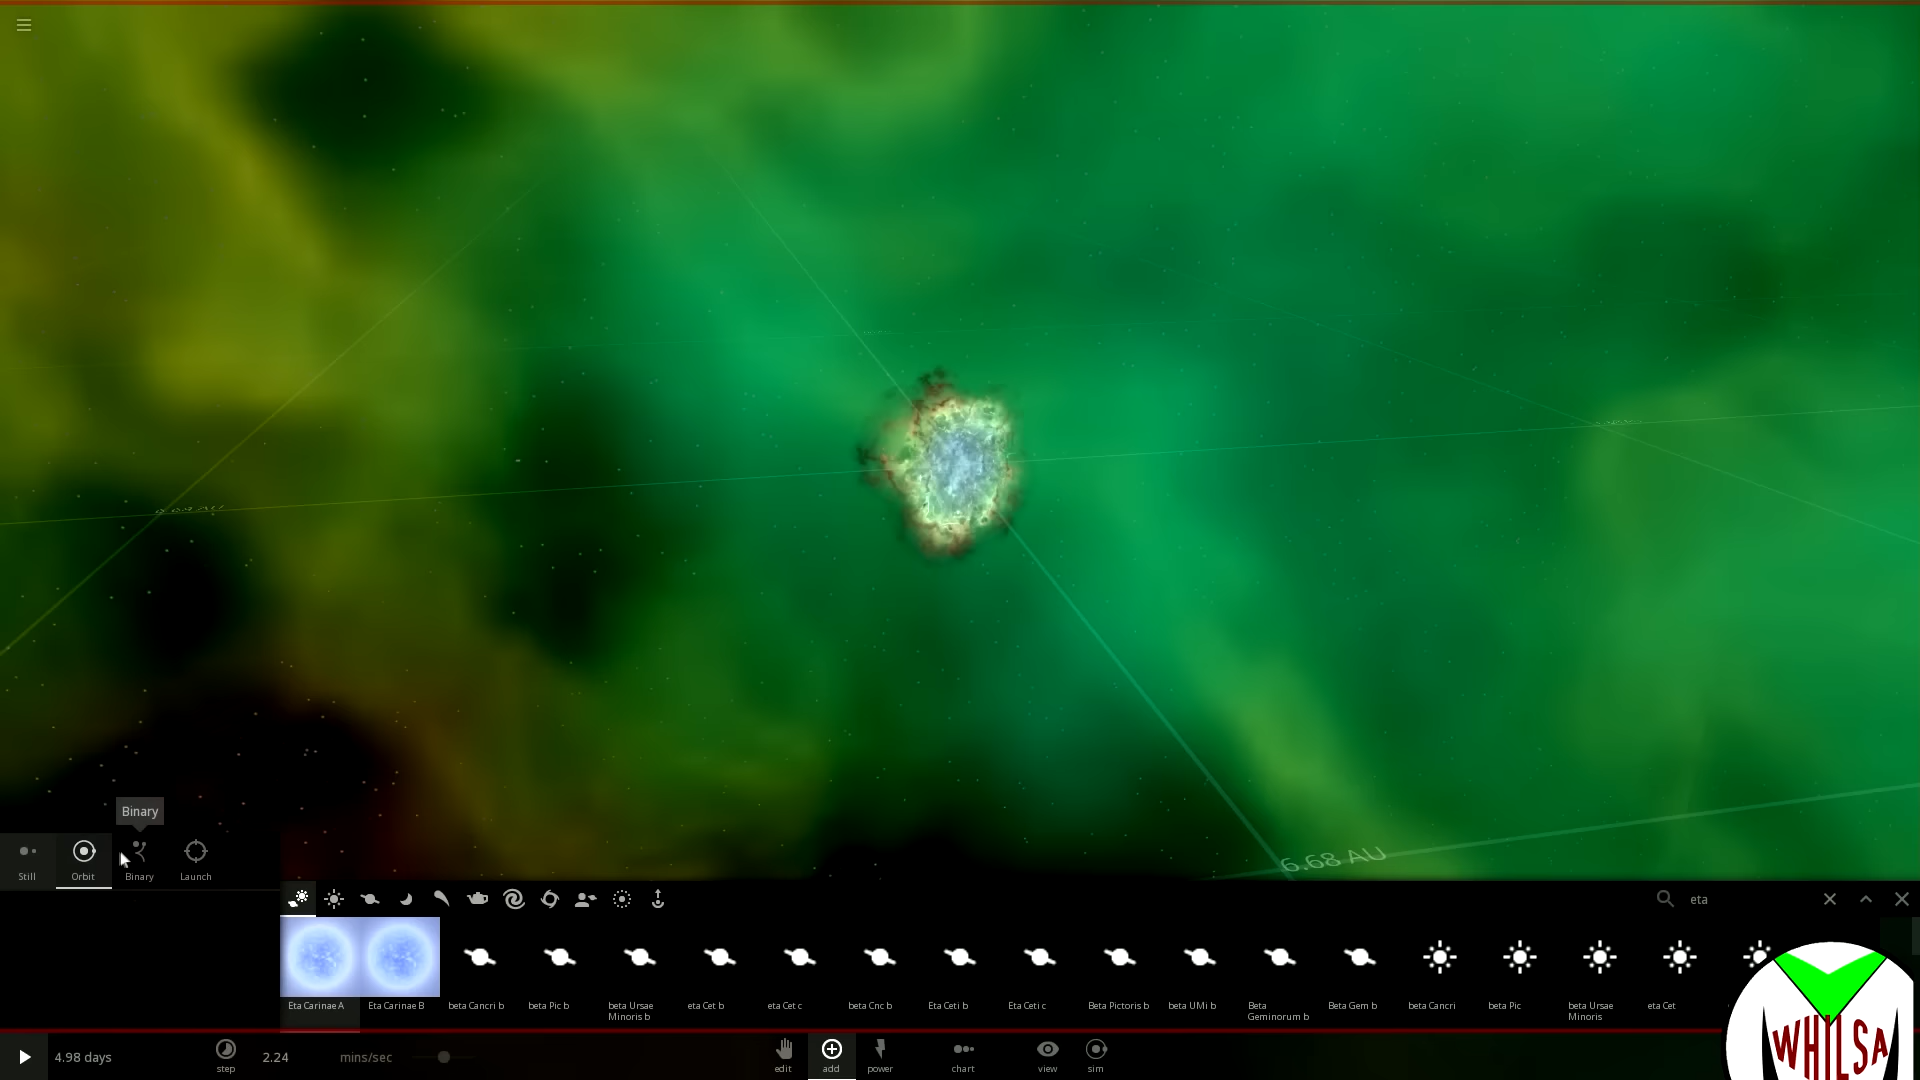 Binary
Still
Orbit
Binary
Launch
6.68 AU
eta
Eta Carinae A
Eta Carinae B
beta Cancri b
beta Pic b
beta Ursae
Minoris b
eta Cet b
eta Cet c
beta Cnc b
Eta Ceti b
Eta Ceti c
Beta Pictoris b
beta UMi b
Beta
Geminorum b
Beta Gem b
beta Cancri
beta Pic
beta Ursae
Minoris
eta Cet
4.98 days
step
2.24
mins/sec
edit
add
power
chart
view
sim
WHILSA